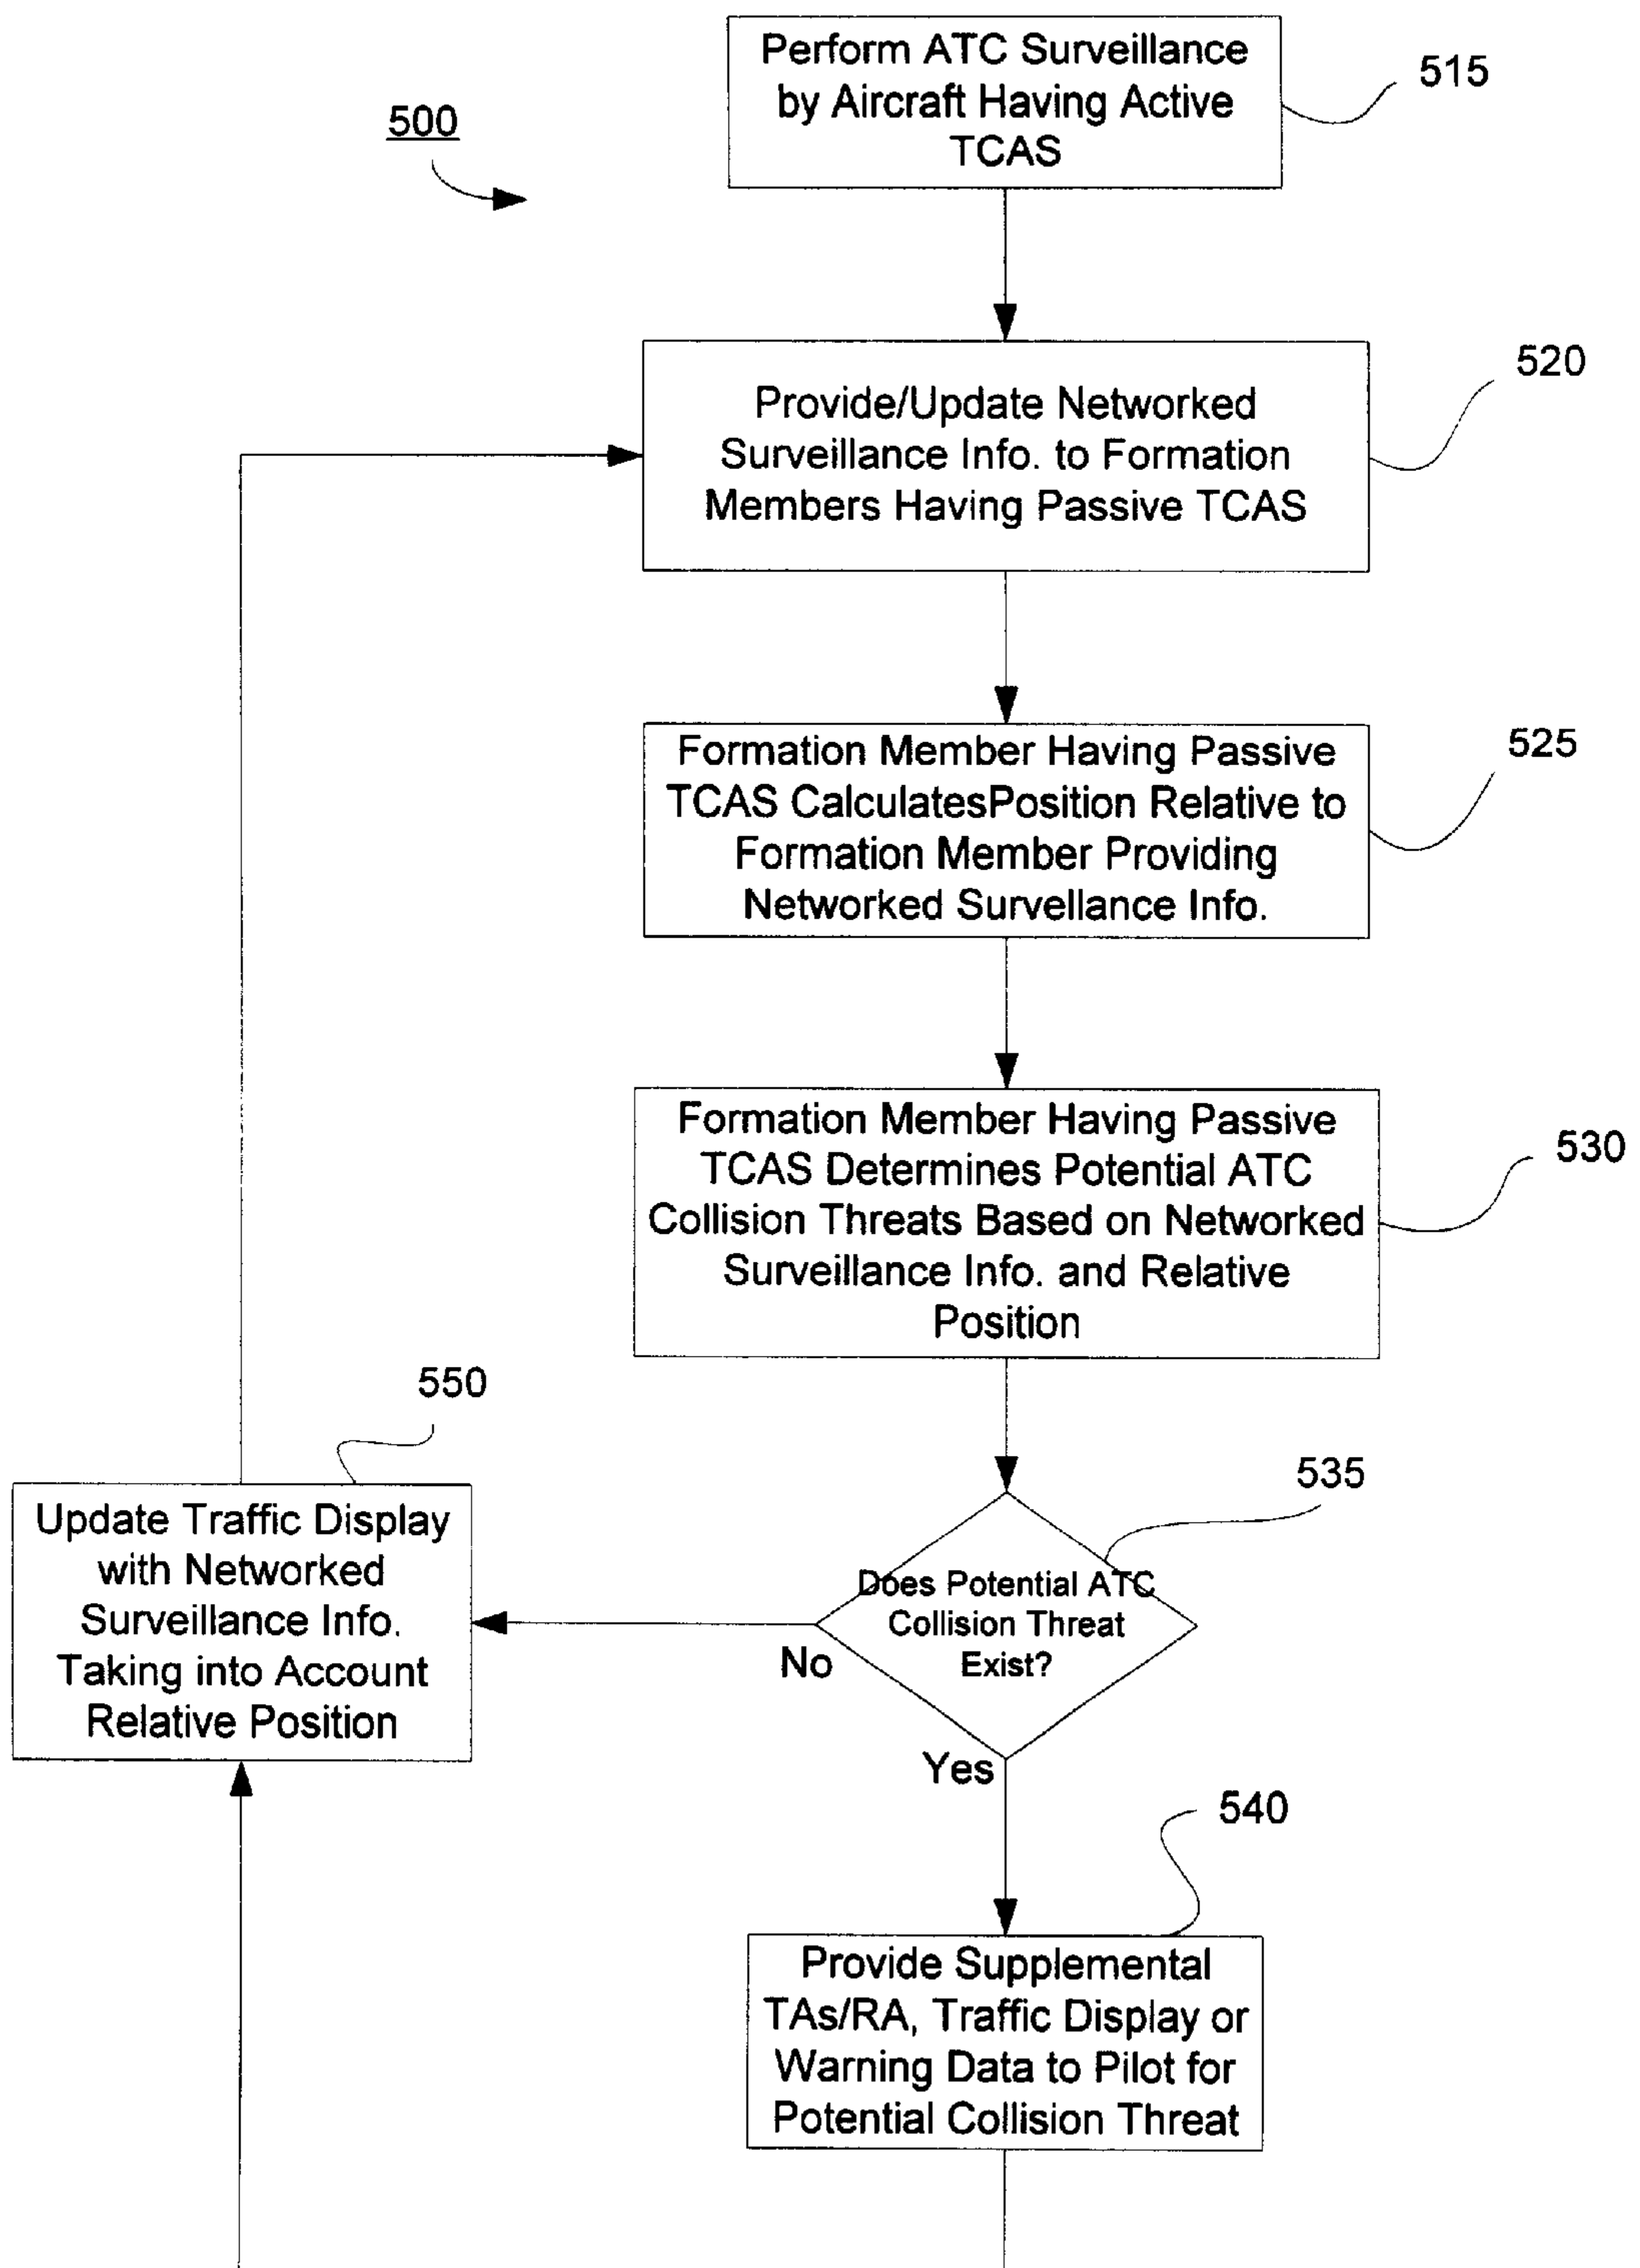 500
Perform ATC Surveillance
by Aircraft Having Active
TCAS
515
Provide/Update Networked
Surveillance Info. to Formation
Members Having Passive TCAS
520
Formation Member Having Passive
TCAS CalculatesPosition Relative to
Formation Member Providing
Networked Survellance Info.
525
Formation Member Having Passive
TCAS Determines Potential ATC
Collision Threats Based on Networked
Surveillance Info. and Relative
Position
530
Does Potential ATC
Collision Threat
Exist?
535
No
Yes
550
Update Traffic Display
with Networked
Surveillance Info.
Taking into Account
Relative Position
540
Provide Supplemental
TAs/RA, Traffic Display or
Warning Data to Pilot for
Potential Collision Threat